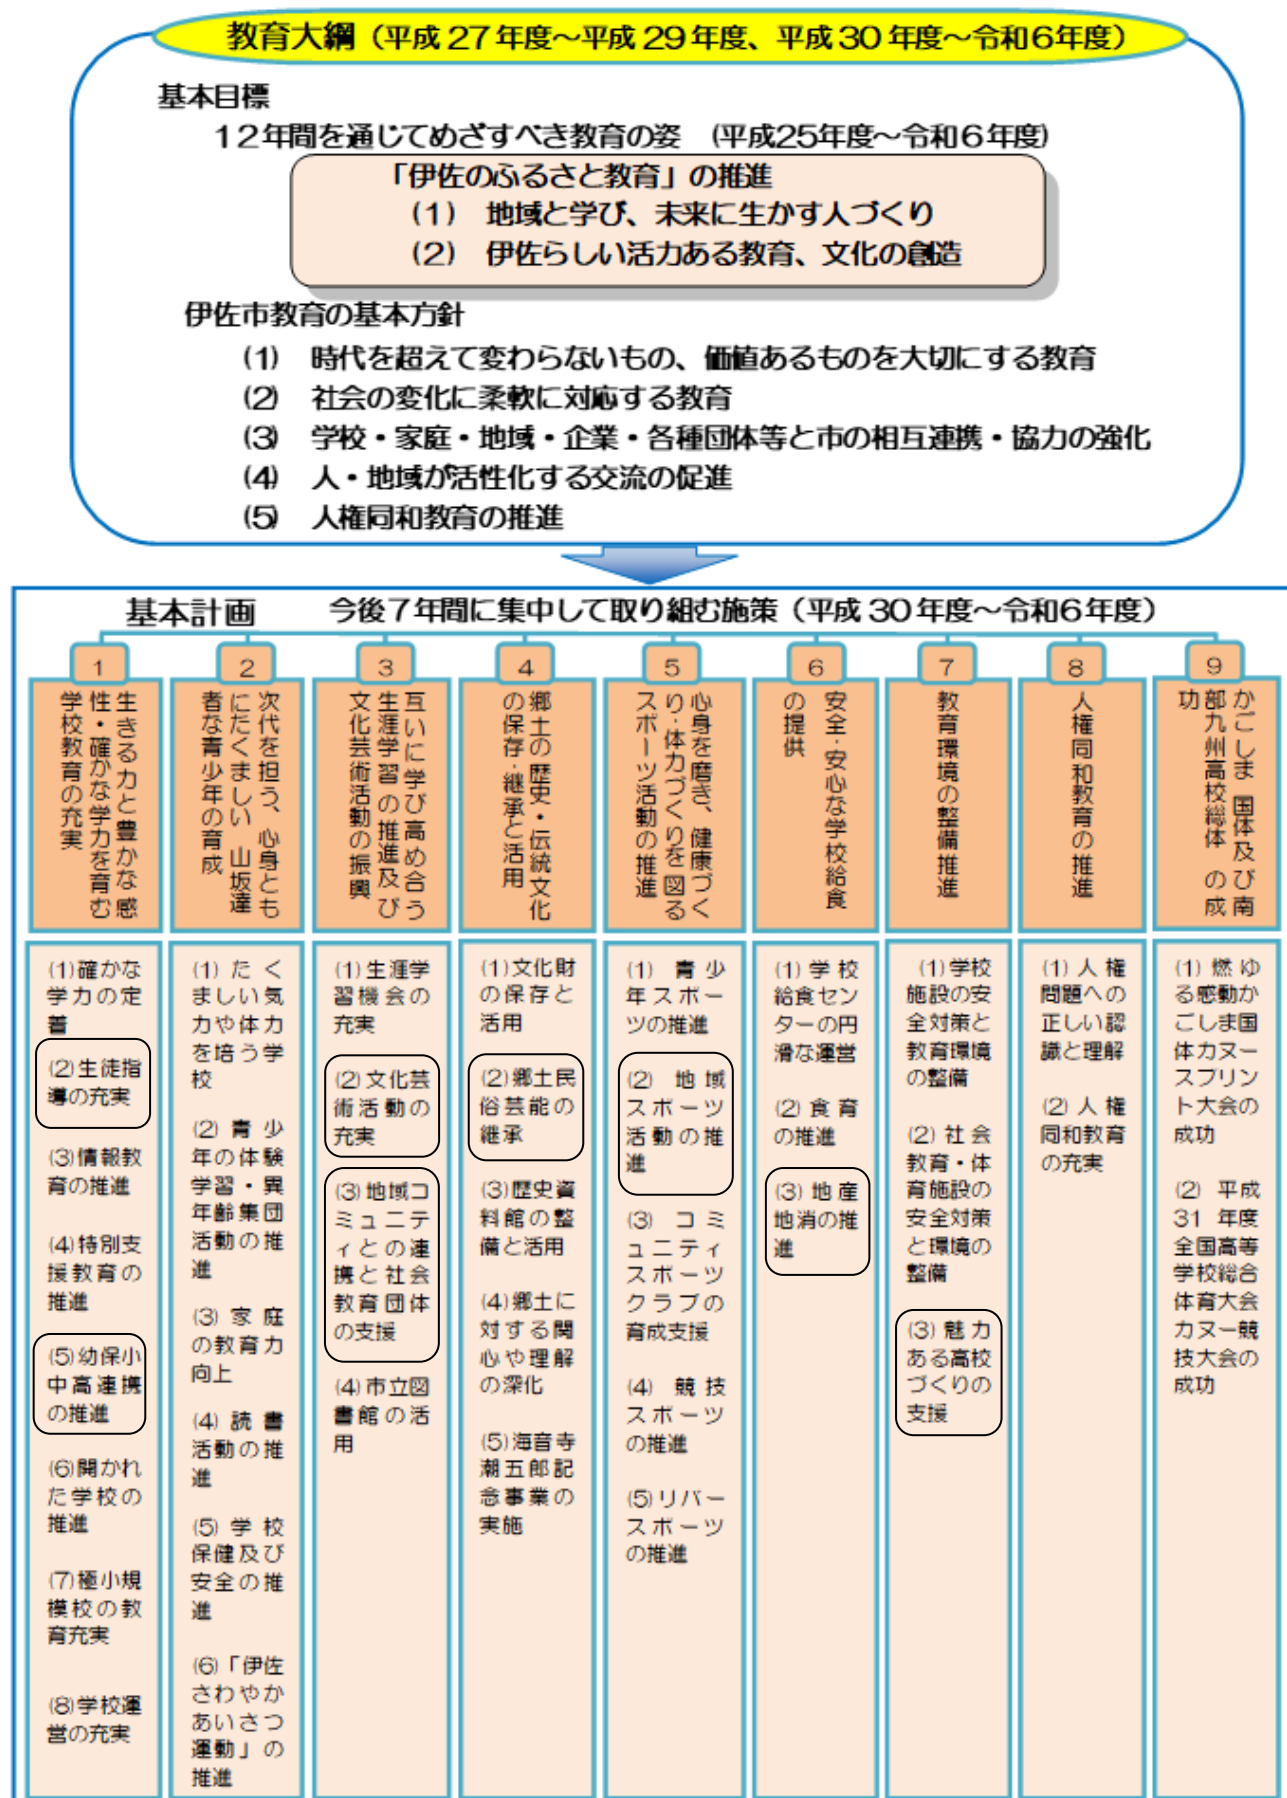 教育大綱（平成27年度～平成29年度、平成30年度～令和6年度）
基本目標
12年間を通じてめざすべき教育の姿　(平成25年度～令和6年度)
「伊佐のふるさと教育」の推進
(1)　地域と学び、未来に生かす人づくり
(2)　伊佐らしい活力ある教育、文化の創造
伊佐市教育の基本方針
(1)　時代を超えて変わらないもの、価値あるものを大切にする教育
(2)　社会の変化に柔軟に対応する教育
(3)　学校・家庭・地域・企業・各種団体等と市の相互連携・協力の強化
(4)　人・地域が活性化する交流の促進
(5)　人権同和教育の推進
基本計画　今後7年間に集中して取り組む施策（平成30年度～令和6年度）
1
生きる力と豊かな感
性・確かな学力を育む
学校教育の充実
(1)確かな
学力の定
着
(2)生徒指
導の充実
(3)情報教
育の推進
(4)特別支
援教育の
推進
(5)幼保小
中高連携
の推進
(6)開かれ
た学校の
推進
(7)極小規
模校の教
育充実
(8)学校運
営の充実
2
次代を担う、心身とも
にたくましい 山坂達
者な青少年の育成
(1)たく
ましい気
力や体力
を培う学
校
(2)青少
年の体験
学習・異
年齢集団
活動の推
進
(3)家庭
の教育力
向上
(4)読書
活動の推
進
(5)学校
保健及び
安全の推
進
(6)「伊佐
さわやか
あいさつ
運動」の
推進
3
互いに学び高め合う
生涯学習の推進及び
文化芸術活動の振興
(1)生涯学
習機会の
充実
(2)文化芸
術活動の
充実
(3)地域コ
ミュニテ
ィとの連
携と社会
教育団体
の支援
(4)市立図
書館の活
用
4
郷土の歴史・伝統文化
の保存・継承と活用
(1)文化財
の保存と
活用
(2)郷土民
俗芸能の
継承
(3)歴史資
料館の整
備と活用
(4)郷土に
対する関
心や理解
の深化
(5)海音寺
潮五郎記
念事業の
実施
5
心身を磨き、健康づく
り・体力づくりを図る
スポーツ活動の推進
(1)青少
年スポー
ツの推進
(2)地域
スポーツ
活動の推
進
(3)コミ
ュニティ
スポーツ
クラブの
育成支援
(4)競技
スポーツ
の推進
(5)リバー
スポーツ
の推進
6
安全・安心な学校給食
の提供
(1)学校
給食セン
ターの円
滑な運営
(2)食育
の推進
(3)地産
地消の推
進
7
教育環境の整備推進
(1)学校
施設の安
全対策と
教育環境
の整備
(2)社会
教育・体
育施設の
安全対策
と環境の
整備
(3)魅力
ある高校
づくりの
支援
8
人権同和教育の推進
(1)人権
問題への
正しい認
識と理解
(2)人権
同和教育
の充実
9
かごしま 国体及び南
部九州高校総体 の成
功
(1)燃ゆ
る感動か
ごしま国
体カヌー
スプリン
ト大会の
成功
(2)平成
31年度
全国高等
学校総合
体育大会
カヌー競
技大会の
成功